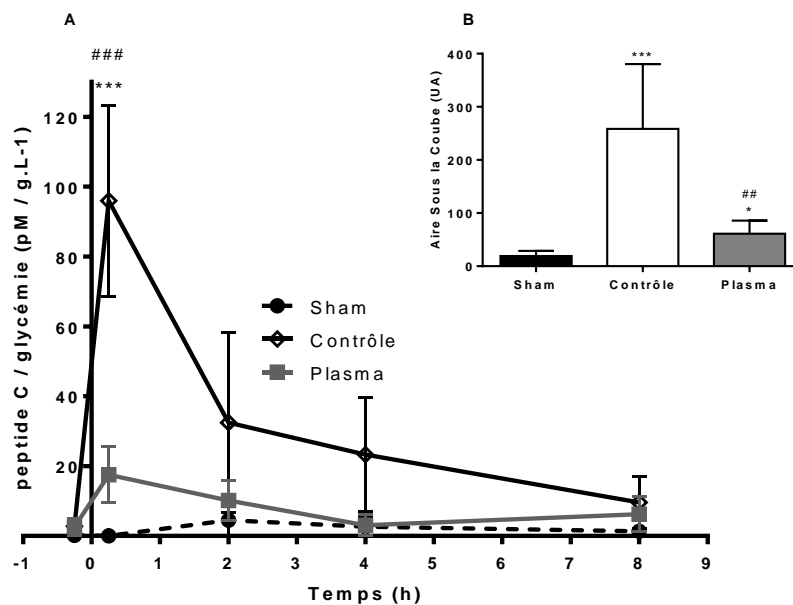 A
###
***
peptide C / glycémie (pM / g.L-1)
120
100
80
60
40
20
-1 0 1 2 3 4 5 6 7 8 9
Temps (h)
Sham
Contrôle
Plasma
B
Aire Sous la Coube (UA)
400
300
200
100
0
***
##
*
Sham Contrôle Plasma